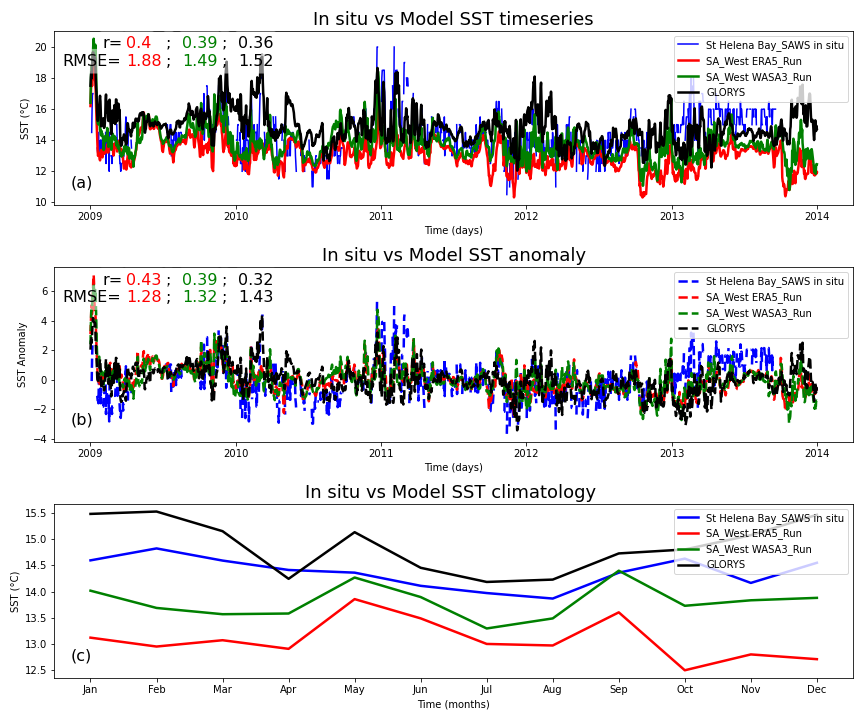 In situ vs Model SST timeseries
r= 0.4 ; 0.39 ; 0.36
RMSE= 1.88 ; 1.49 ; 1.52
St Helena Bay_SAWS in situ
SA_West ERA5_Run
SA_West WASA3_Run
GLORYS
20
18
16
14
12
10
SST (°C)
(a)
2009 2010 2011 2012 2013 2014
Time (days)
In situ vs Model SST anomaly
r= 0.43 ; 0.39 ; 0.32
RMSE= 1.28 ; 1.32 ; 1.43
St Helena Bay_SAWS in situ
SA_West ERA5_Run
SA_West WASA3_Run
GLORYS
6
4
2
0
−2
−4
SST Anomaly
(b)
2009 2010 2011 2012 2013 2014
Time (days)
In situ vs Model SST climatology
St Helena Bay_SAWS in situ
SA_West ERA5_Run
SA_West WASA3_Run
GLORYS
15.5
15.0
14.5
14.0
13.5
13.0
12.5
SST (°C)
(c)
Jan Feb Mar Apr May Jun Jul Aug Sep Oct Nov Dec
Time (months)